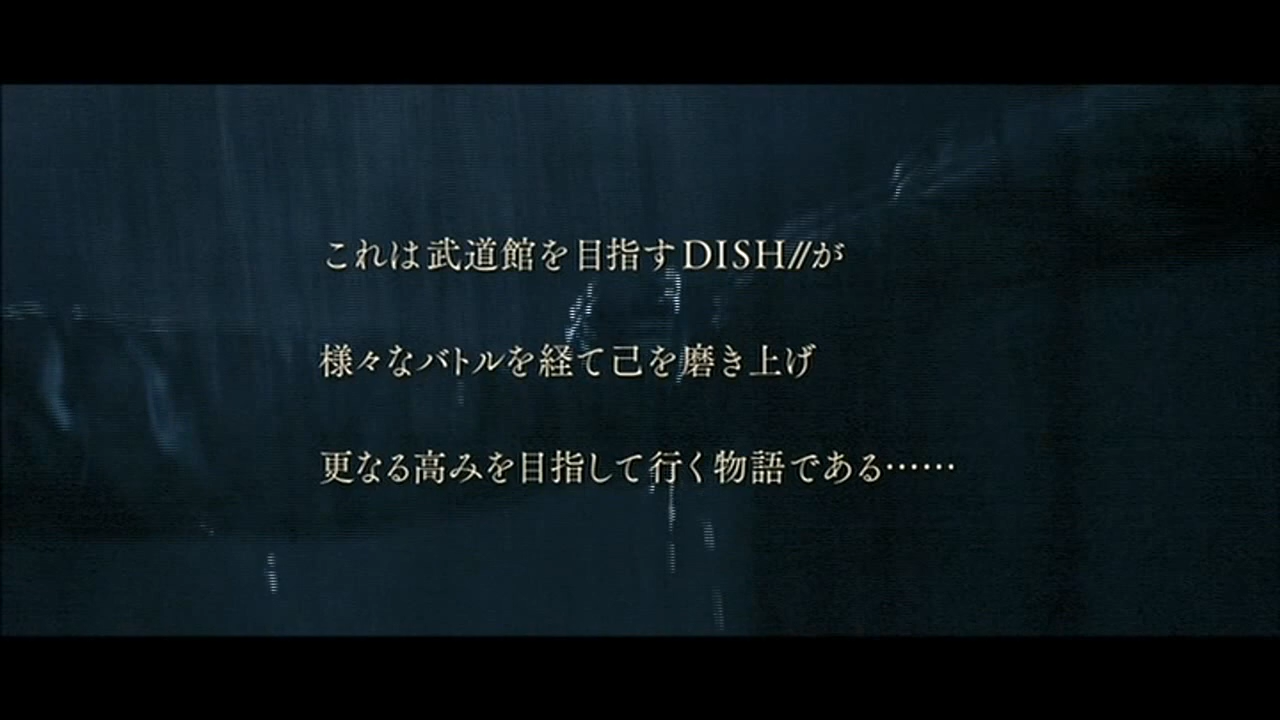 これは武道館を目指すDISH//が
様々なバトルを経て己を磨き上げ
更なる高みを目指して行く物語である……